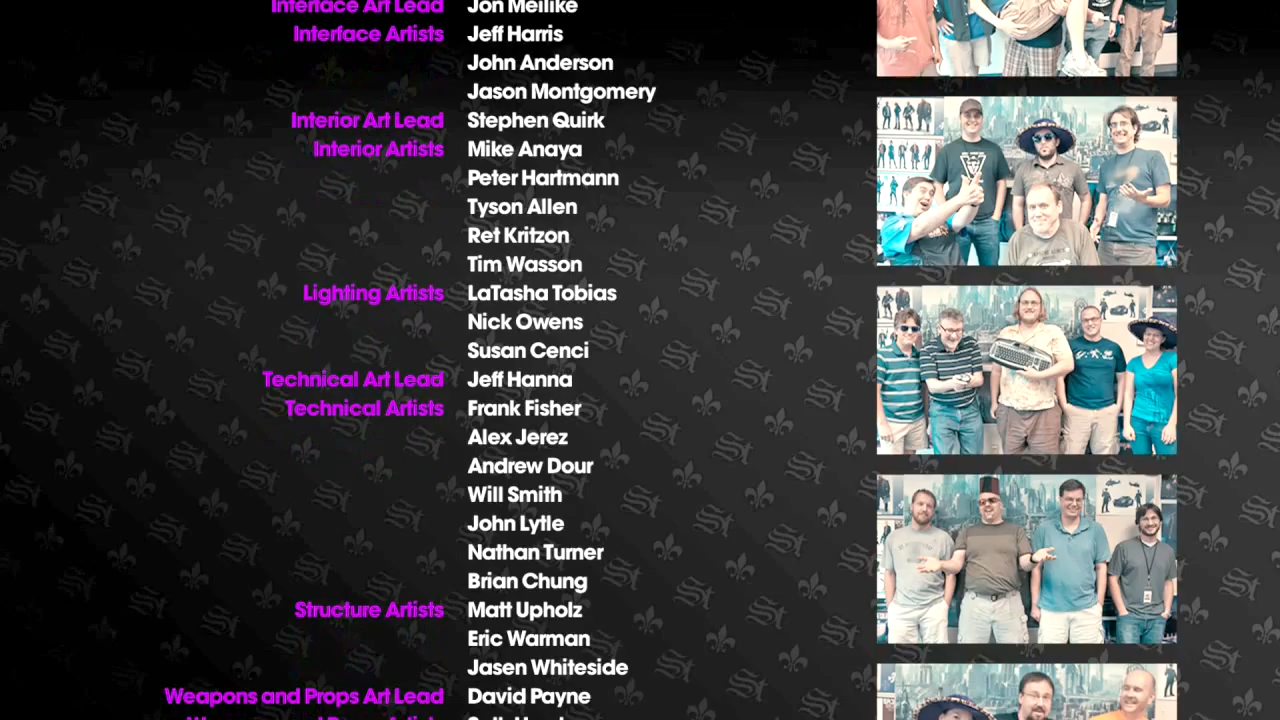 Interface Art Lead Jon Meilike
Interface Artists Jeff Harris
John Anderson
Jason Montgomery
Interior Art Lead Stephen Quirk
Interior Artists Mike Anaya
Peter Hartmann
Tyson Allen
Ret Kritzon
Tim Wasson
Lighting Artists LaTasha Tobias
Nick Owens
Susan Cenci
Technical Art Lead Jeff Hanna
Technical Artists Frank Fisher
Alex Jerez
Andrew Dour
Will Smith
John Lytle
Nathan Turner
Brian Chung
Structure Artists Matt Upholz
Eric Warman
Jasen Whiteside
Weapons and Props Art Lead David Payne